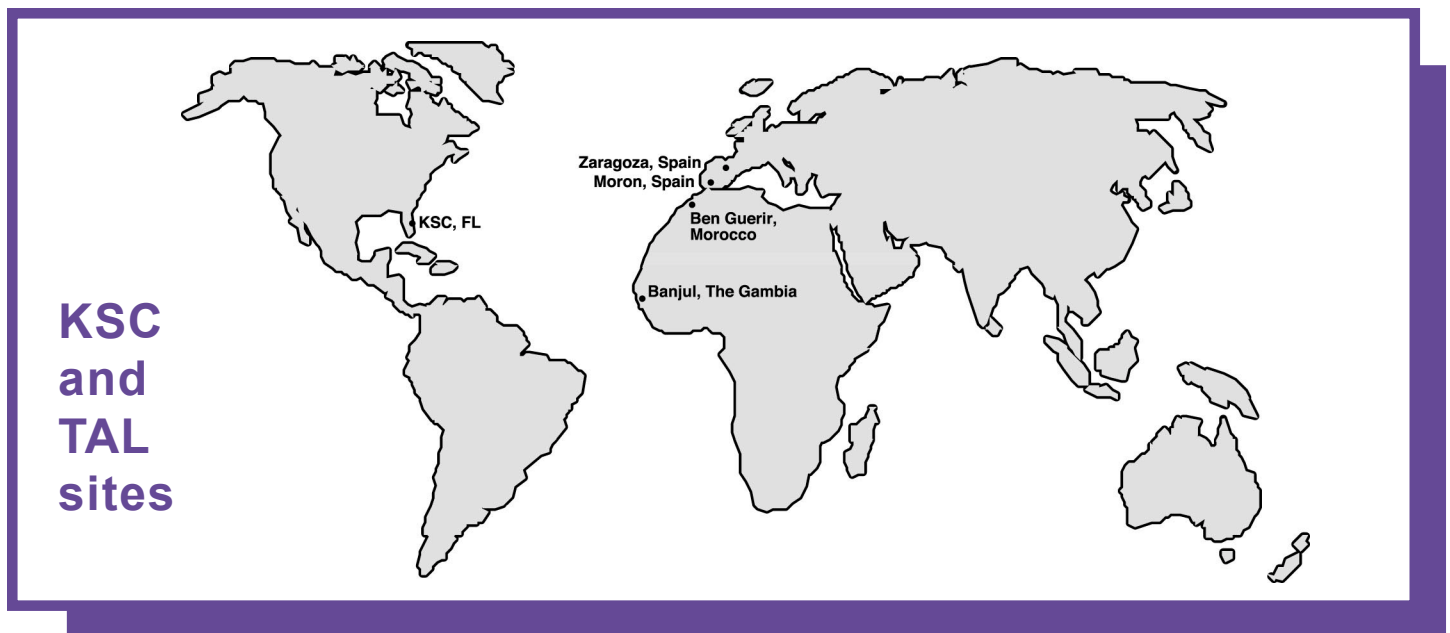 Zaragoza, Spain
Moron, Spain
KSC, FL
Ben Guerir,
Morocco
Banjul, The Gambia
KSC
and
TAL
sites